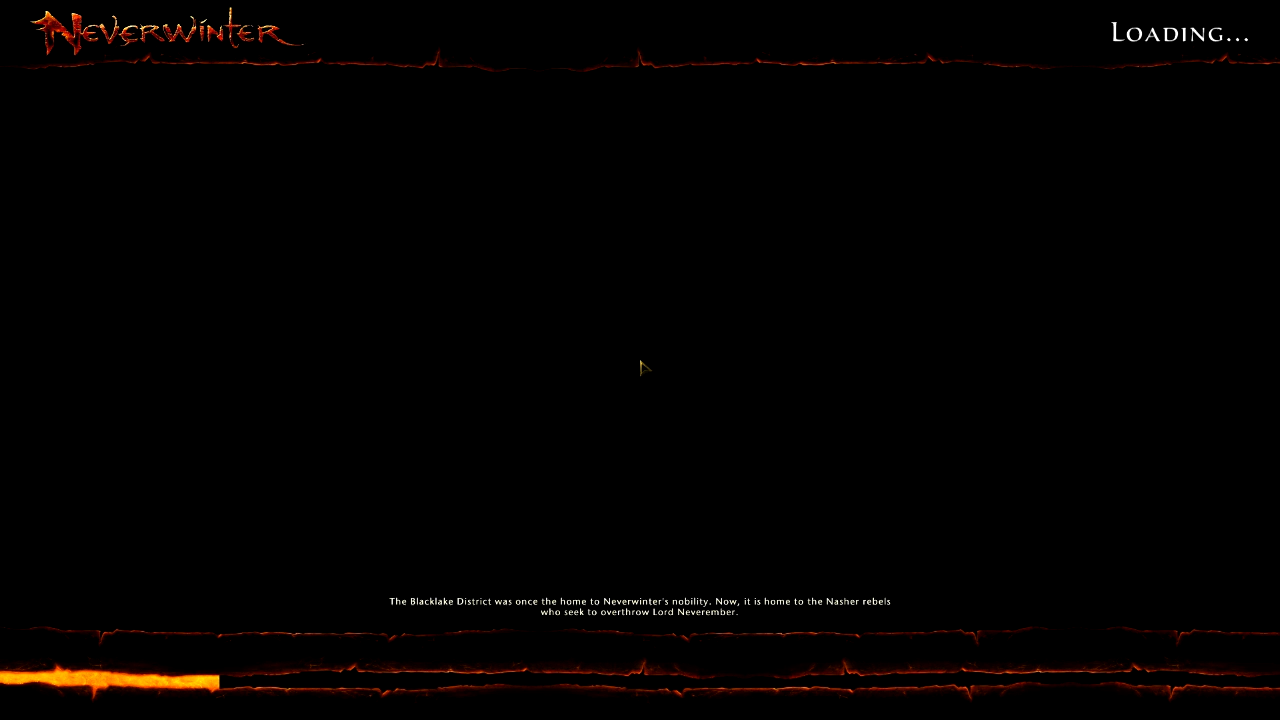 Neverwinter
Loading...
The Blacklake District was once the home to Neverwinter's nobility. Now, it is home to the Nasher rebels
who seek to overthrow Lord Neverember.